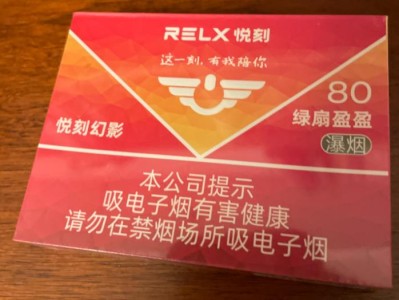 RELX 悦刻
这一刻,有我陪你
80
悦刻幻影
绿扇盈盈
瀑烟
本公司提示
吸电子烟有害健康
请勿在禁烟场所吸电子烟